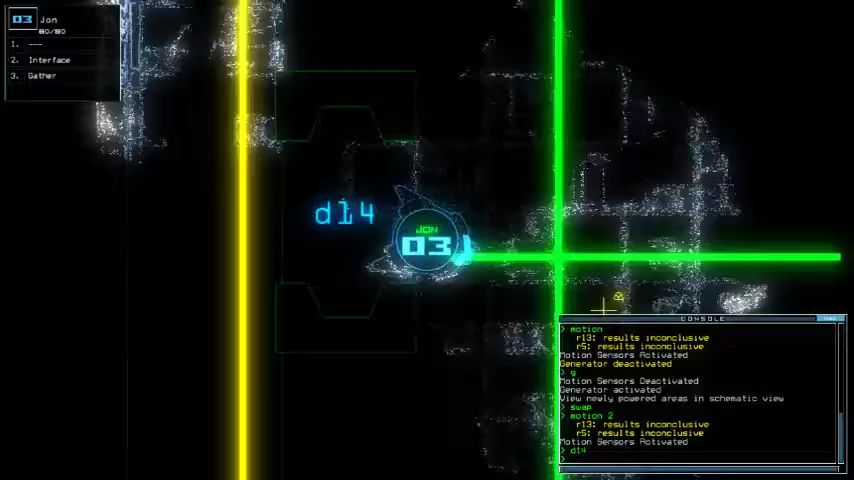 03 Jon
80/80
1. ---
2. Interface
3. Gather
d14
JON
03
CONSOLE
> motion
r13: results inconclusive
r5: results inconclusive
Motion Sensors Activated
Generator deactivated
> g
Motion Sensors Deactivated
Generator activated
View newly powered areas in schematic view
> swap
> motion 2
r13: results inconclusive
r5: results inconclusive
Motion Sensors Activated
> d14
>